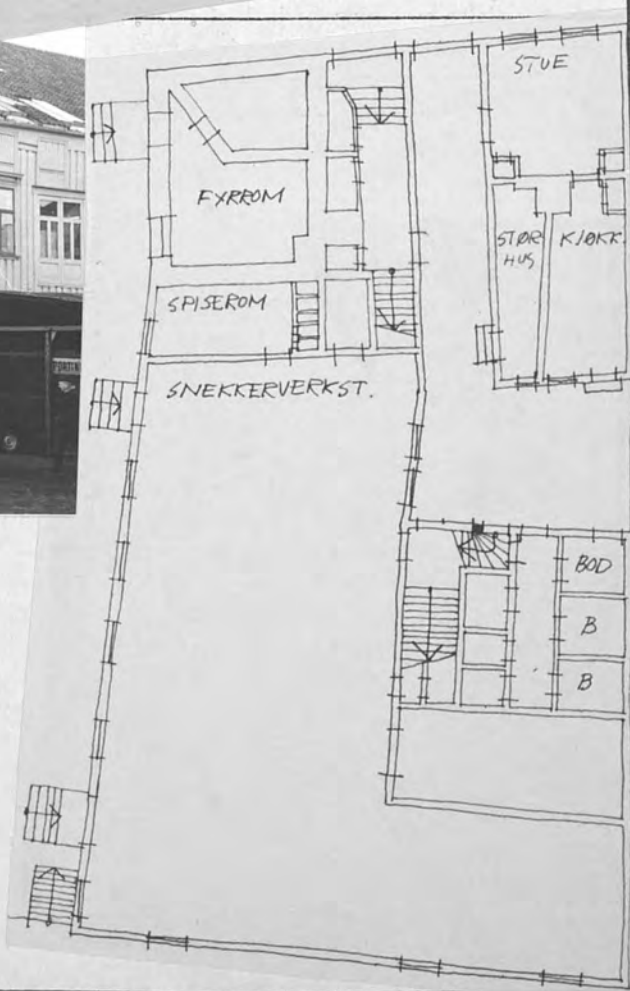 STUE
FYRROM
STØR
HUS
KJØKK.
SPISEROM
SNEKKERVERKST.
BOD
B
B